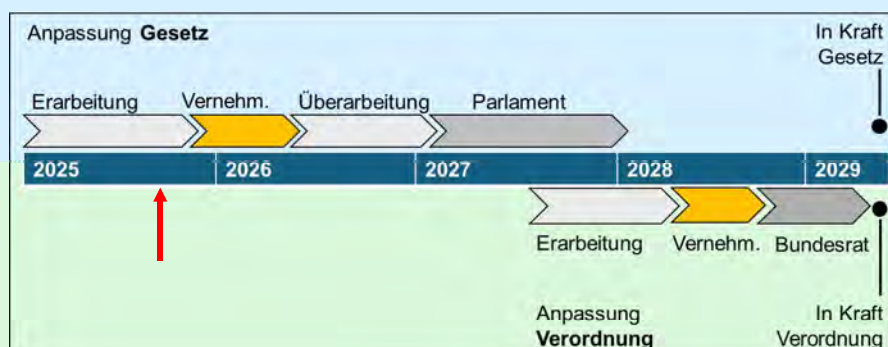 Anpassung Gesetz
In Kraft
Gesetz
Erarbeitung
Vernehm.
Überarbeitung
Parlament
2025
2026
2027
2028
2029
Erarbeitung
Vernehm.
Bundesrat
Anpassung
Verordnung
In Kraft
Verordnung